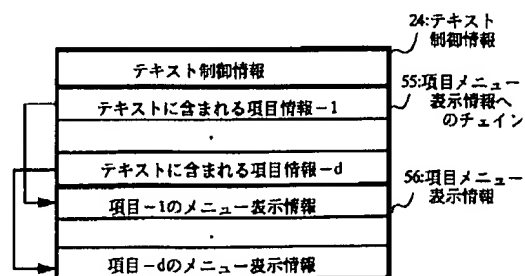 24:テキスト
制御情報
テキスト制御情報
テキストに含まれる項目情報-1
55:項目メニュー
表示情報へ
のチェイン
.
テキストに含まれる項目情報-d
項目-1のメニュー表示情報
56:項目メニュー
表示情報
.
項目-dのメニュー表示情報